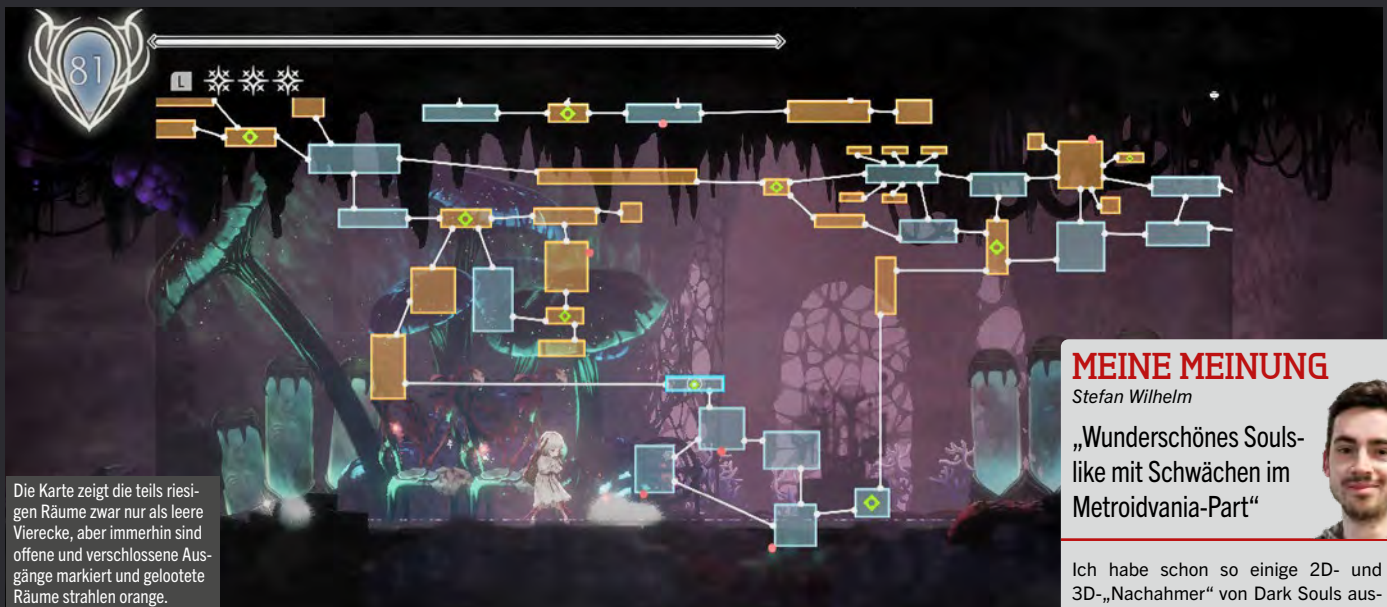 81
L
Die Karte zeigt die teils riesi-
gen Räume zwar nur als leere
Vierecke, aber immerhin sind
offene und verschlossene Aus-
gänge markiert und gelootete
Räume strahlen orange.
MEINE MEINUNG
Stefan Wilhelm
„Wunderschönes Souls-
like mit Schwächen im
Metroidvania-Part“
Ich habe schon so einige 2D- und
3D-„Nachahmer“ von Dark Souls aus-